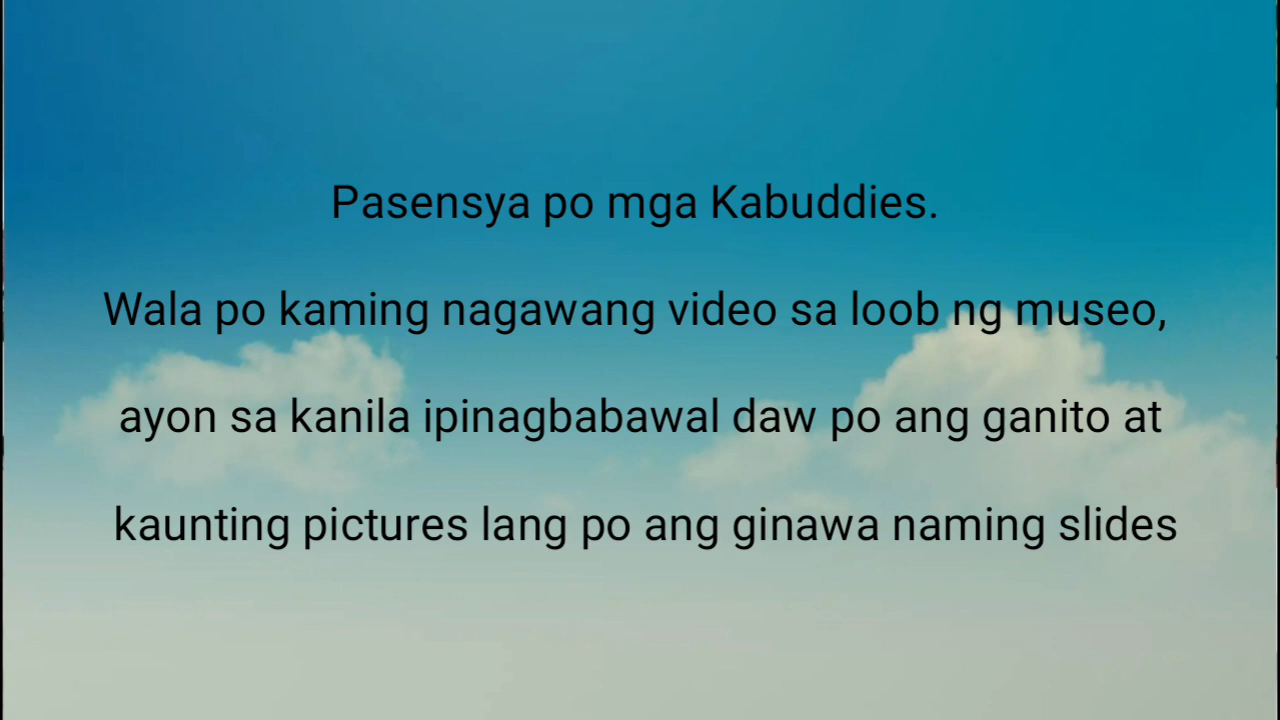 Pasensya po mga Kabuddies.
Wala po kaming nagawang video sa loob ng museo,
ayon sa kanila ipinagbabawal daw po ang ganito at
kaunting pictures lang po ang ginawa naming slides